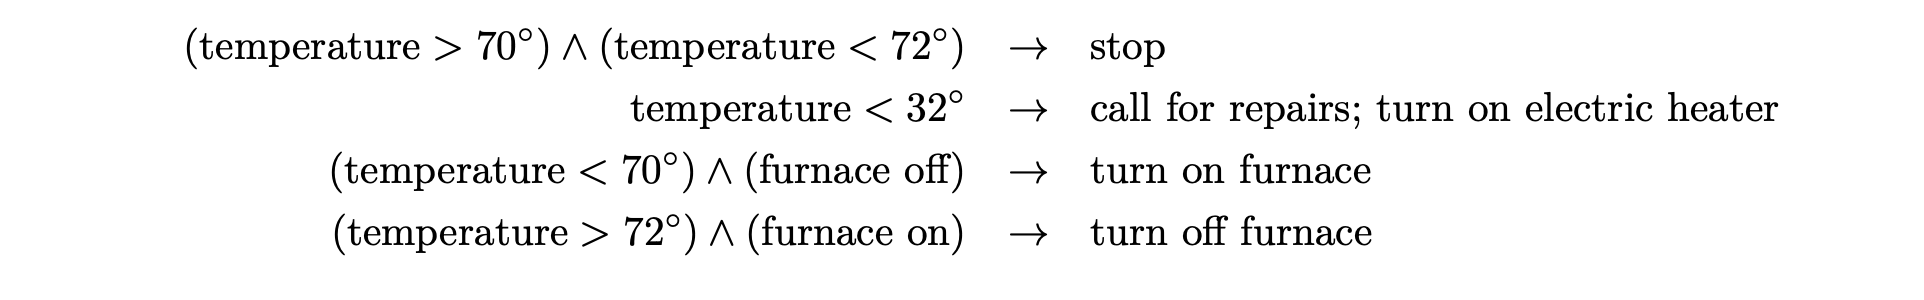 (temperature > 70°) ∧ (temperature < 72°) → stop
temperature < 32° → call for repairs; turn on electric heater
(temperature < 70°) ∧ (furnace off) → turn on furnace
(temperature > 72°) ∧ (furnace on) → turn off furnace